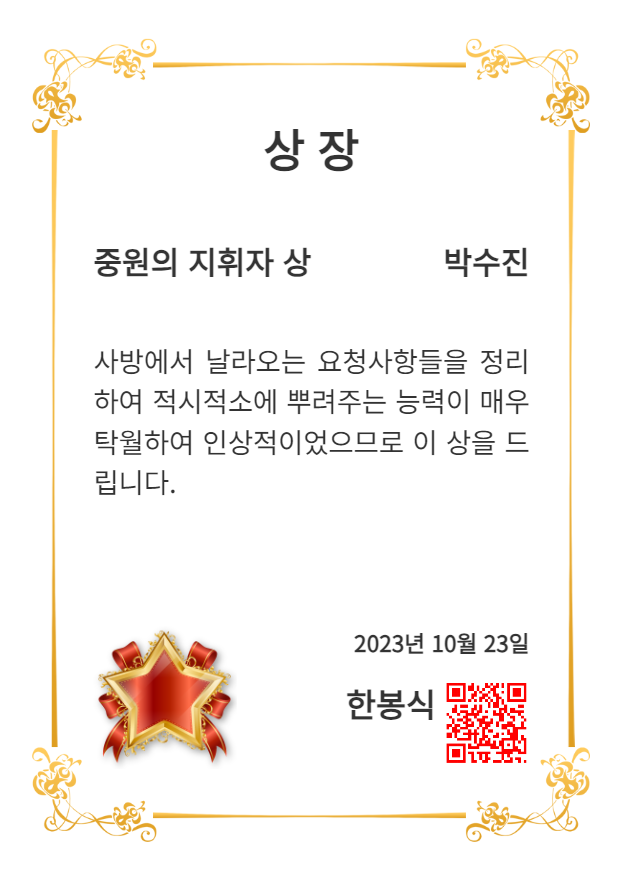 상 장
중원의 지휘자 상 박수진
사방에서 날라오는 요청사항들을 정리
하여 적시적소에 뿌려주는 능력이 매우
탁월하여 인상적이었으므로 이 상을 드
립니다.
2023년 10월 23일
한봉식